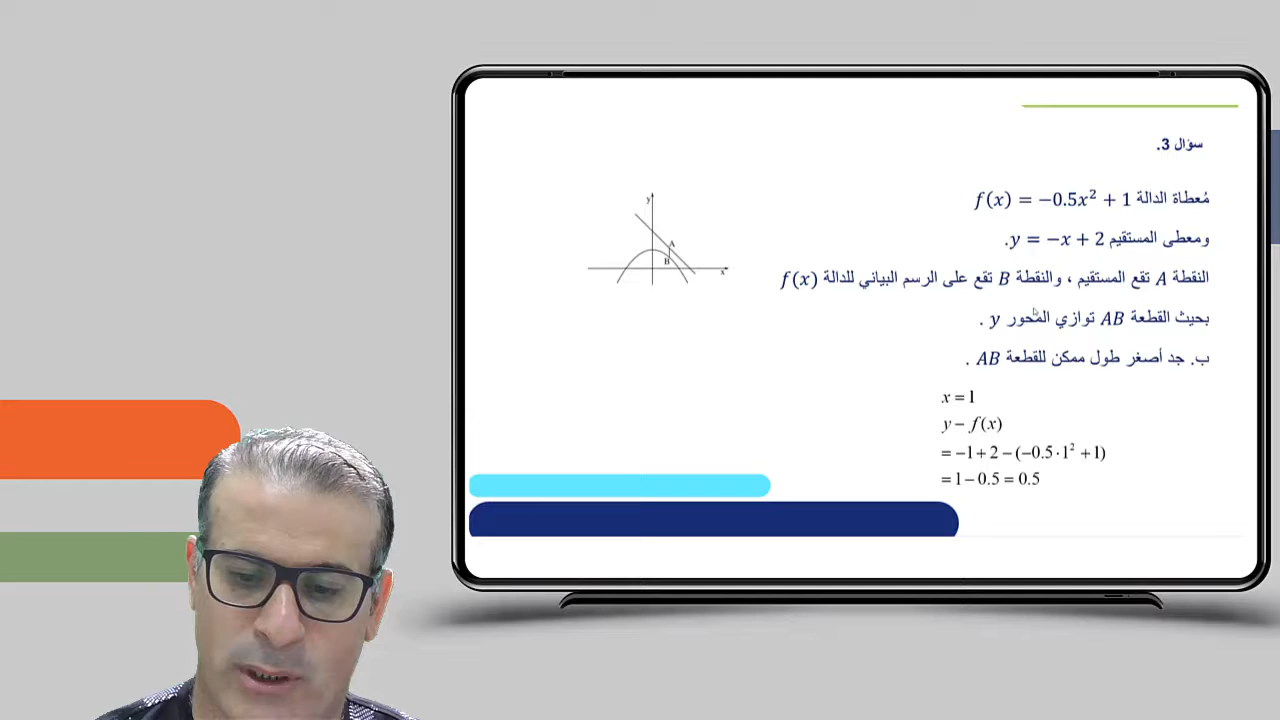 سؤال 3.
مُعطاة الدالة f(x) = −0.5x² + 1
ومعطى المستقيم y = −x + 2.
النقطة A تقع المستقيم ، والنقطة B تقع على الرسم البياني للدالة f(x)
بحيث القطعة AB توازي المحور y .
ب. جد أصغر طول ممكن للقطعة AB .
x = 1
y − f(x)
= −1 + 2 − (−0.5 · 1² + 1)
= 1 − 0.5 = 0.5
y
A
B
x